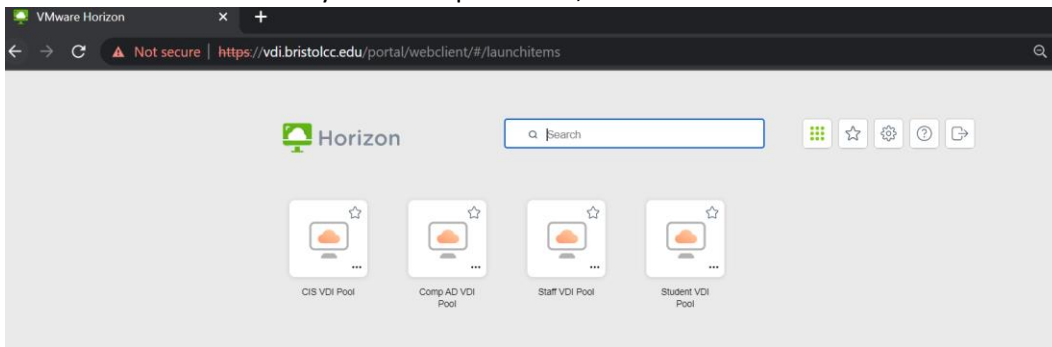 VMware Horizon
Not secure | https://vdi.bristolcc.edu/portal/webclient/#/launchitems
Horizon
Search
CIS VDI Pool
Comp AD VDI
Pool
Staff VDI Pool
Student VDI
Pool